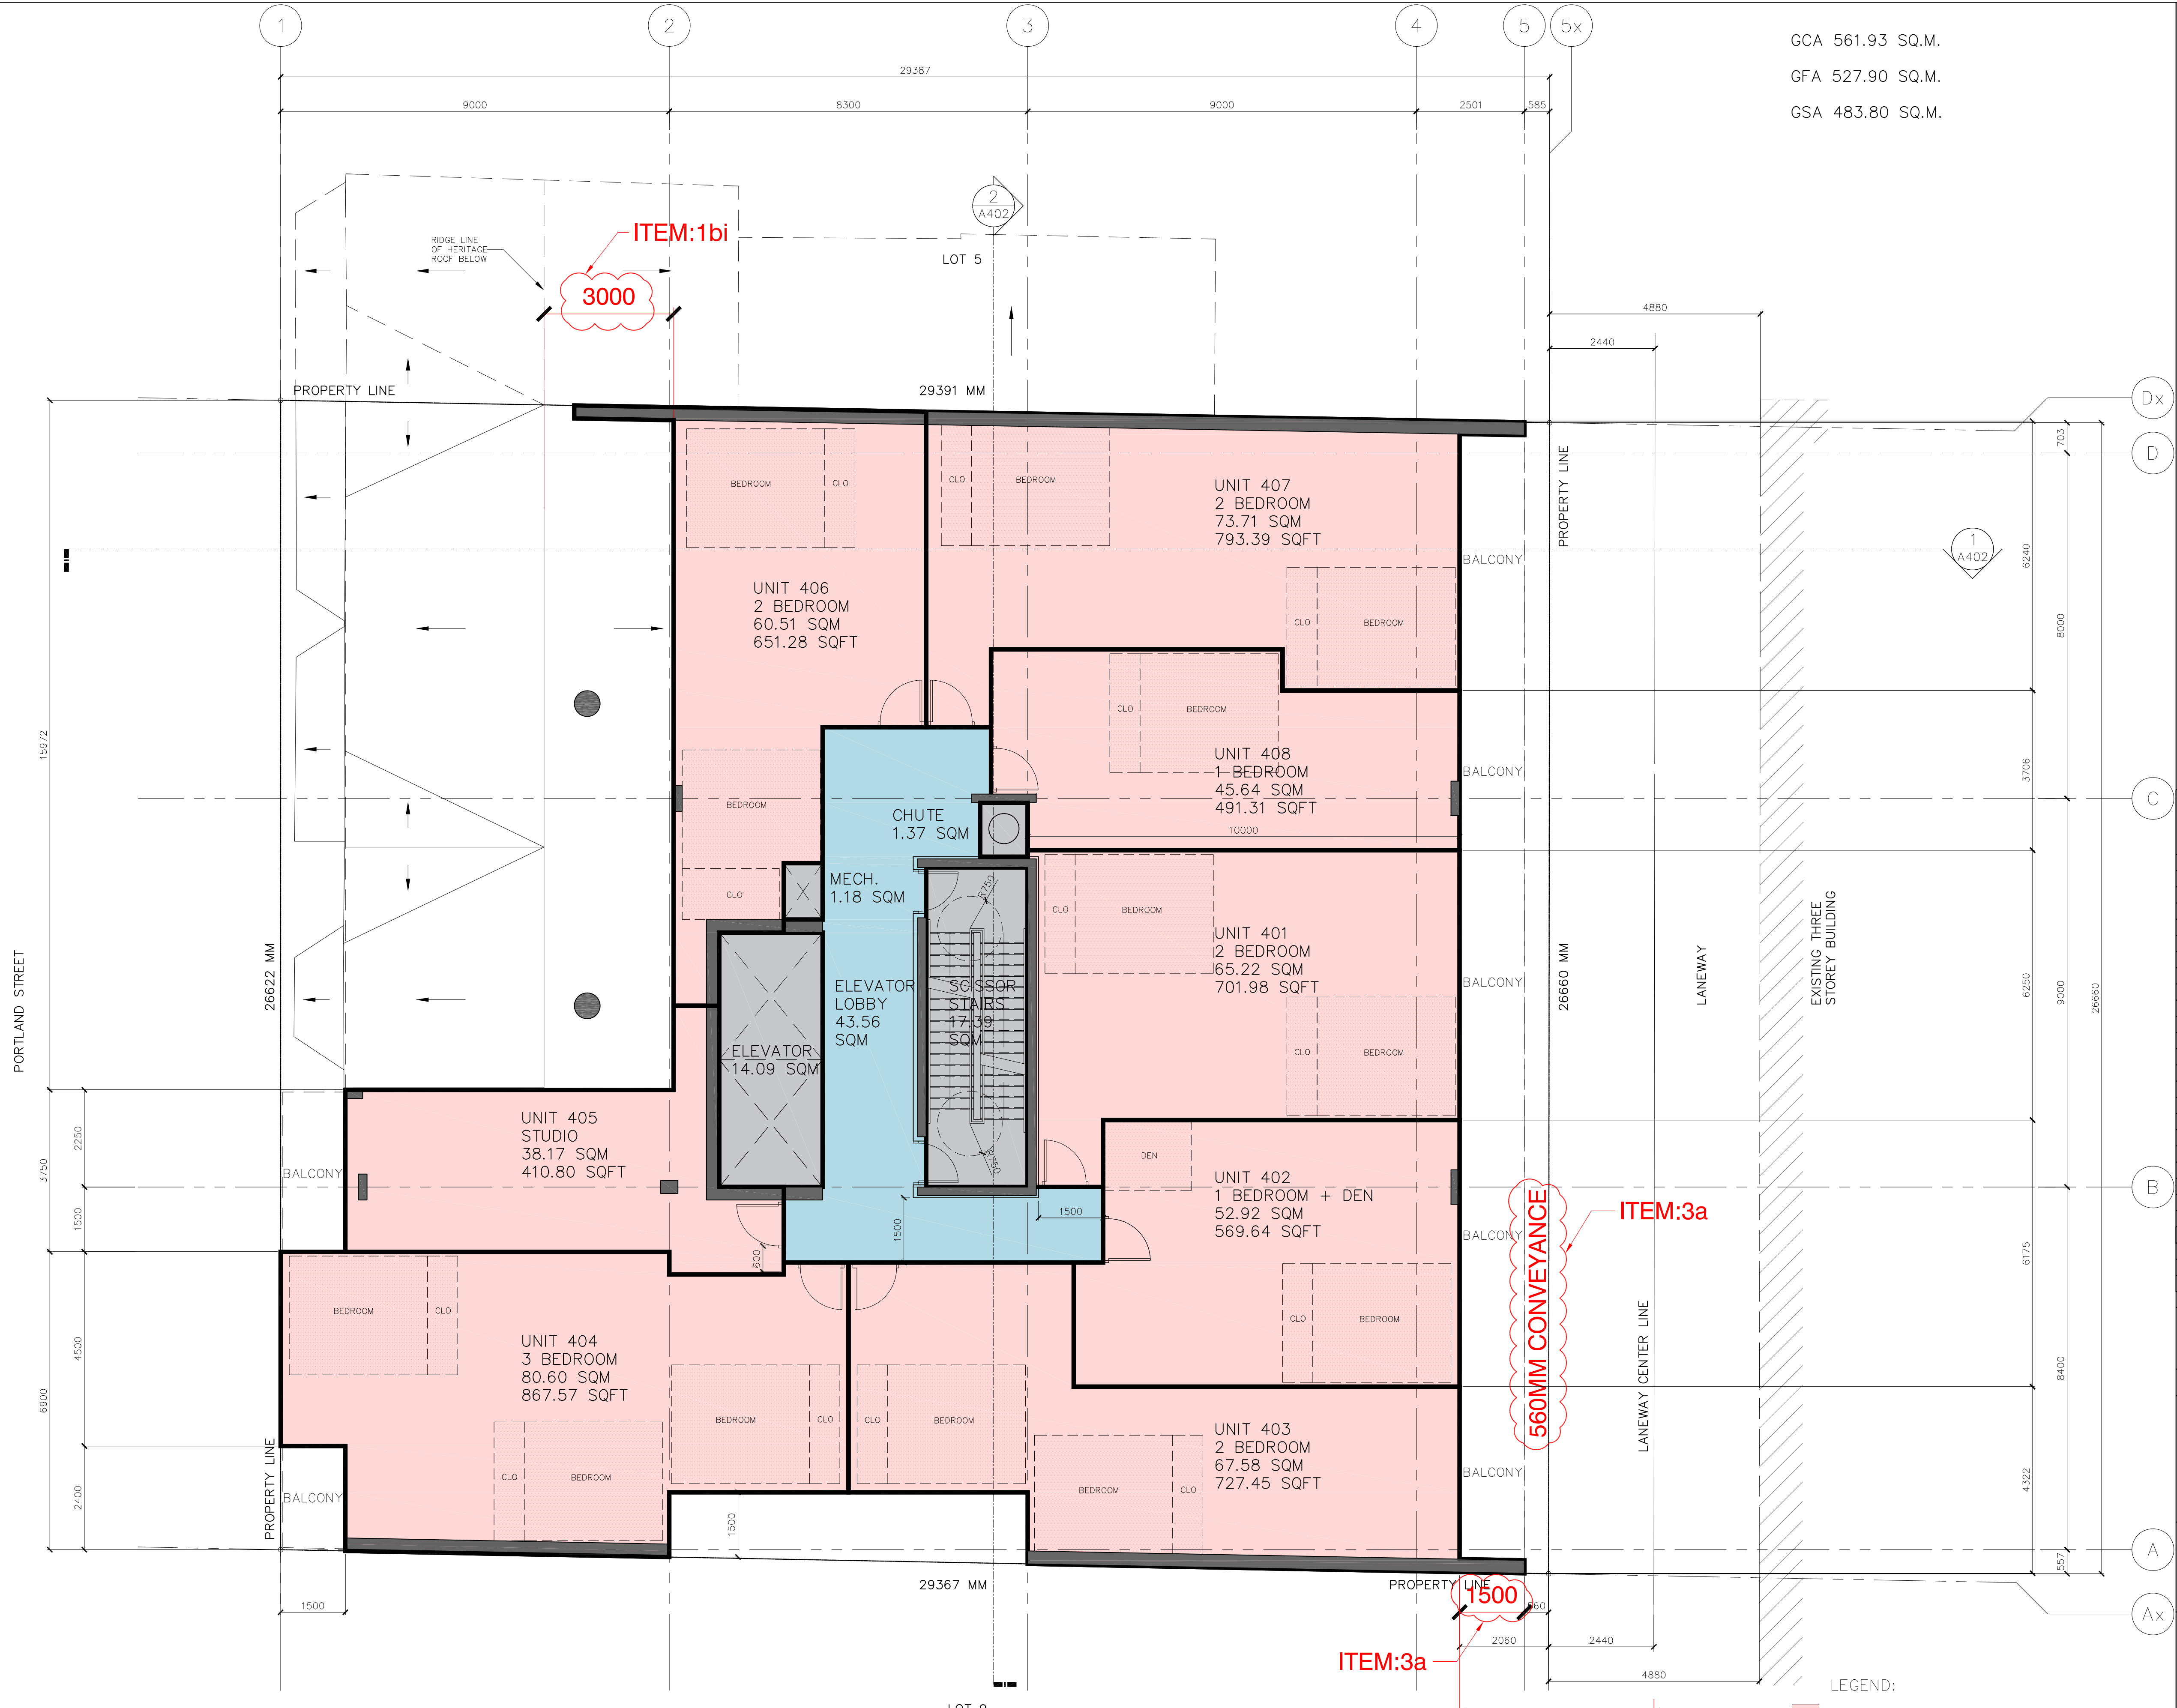 1
2
3
4
5
5x
GCA 561.93 SQ.M.
GFA 527.90 SQ.M.
GSA 483.80 SQ.M.
29387
9000
8300
9000
2501
585
2
A402
ITEM:1bi
RIDGE LINE
OF HERITAGE
ROOF BELOW
LOT 5
3000
4880
2440
PROPERTY LINE
29391 MM
Dx
703
D
PROPERTY LINE
BEDROOM
CLO
CLO
BEDROOM
UNIT 407
2 BEDROOM
73.71 SQM
793.39 SQFT
BALCONY
1
A402
6240
UNIT 406
2 BEDROOM
60.51 SQM
651.28 SQFT
CLO
BEDROOM
8000
CLO
BEDROOM
15972
UNIT 408
1 BEDROOM
45.64 SQM
491.31 SQFT
BALCONY
3706
BEDROOM
CHUTE
1.37 SQM
10000
C
CLO
MECH.
1.18 SQM
R750
CLO
BEDROOM
UNIT 401
2 BEDROOM
65.22 SQM
701.98 SQFT
BALCONY
PORTLAND STREET
26622 MM
ELEVATOR
LOBBY
43.56
SQM
SCISSOR
STAIRS
17.39
SQM
26660 MM
LANEWAY
EXISTING THREE
STOREY BUILDING
6250
9000
26660
ELEVATOR
14.09 SQM
CLO
BEDROOM
UNIT 405
STUDIO
38.17 SQM
410.80 SQFT
BALCONY
2250
3750
1500
R750
DEN
UNIT 402
1 BEDROOM + DEN
52.92 SQM
569.64 SQFT
BALCONY
B
1500
1500
600
560MM CONVEYANCE
ITEM:3a
6175
BEDROOM
CLO
CLO
BEDROOM
UNIT 404
3 BEDROOM
80.60 SQM
867.57 SQFT
4500
6900
LANEWAY CENTER LINE
8400
BEDROOM
CLO
CLO
BEDROOM
UNIT 403
2 BEDROOM
67.58 SQM
727.45 SQFT
BALCONY
4322
PROPERTY LINE
BALCONY
2400
CLO
BEDROOM
1500
BEDROOM
CLO
A
557
29367 MM
PROPERTY LINE
1500
1500
560
Ax
2060
2440
ITEM:3a
4880
LEGEND: